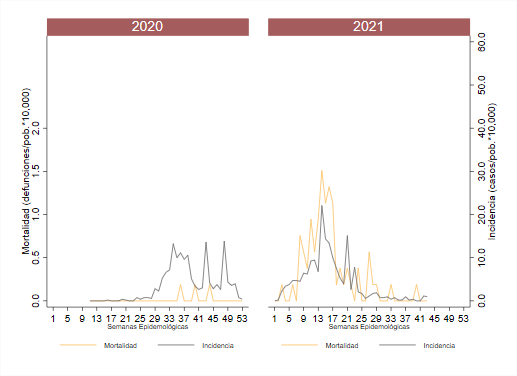 2020
2021
Mortalidad (defunciones/pob.*10,000)
0.0
0.5
1.0
1.5
2.0
Incidencia (casos/pob.*10,000)
0.0
10.0
20.0
30.0
40.0
50.0
60.0
1 5 9 13 17 21 25 29 33 37 41 45 49 53
1 5 9 13 17 21 25 29 33 37 41 45 49 53
Semanas Epidemológicas
Semanas Epidemológicas
Mortalidad Incidencia
Mortalidad Incidencia